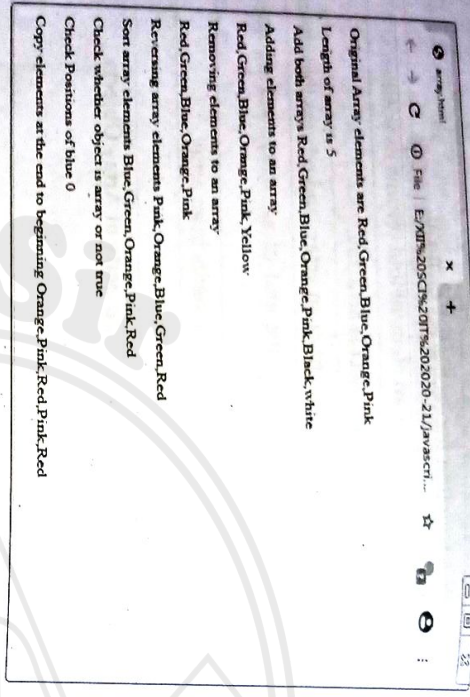 array.html × +
File | E:/XII%20SCI%20IT%202020-21/javascri...
Original Array elements are Red,Green,Blue,Orange,Pink
Length of array is 5
Add both arrays Red,Green,Blue,Orange,Pink,Black,white
Adding elements to an array
Red,Green,Blue,Orange,Pink,Yellow
Removing elements to an array
Red,Green,Blue,Orange,Pink
Reversing array elements Pink,Orange,Blue,Green,Red
Sort array elements Blue,Green,Orange,Pink,Red
Check whether object is array or not true
Check Positions of blue 0
Copy elements at the end to beginning Orange,Pink,Red,Pink,Red
Sir